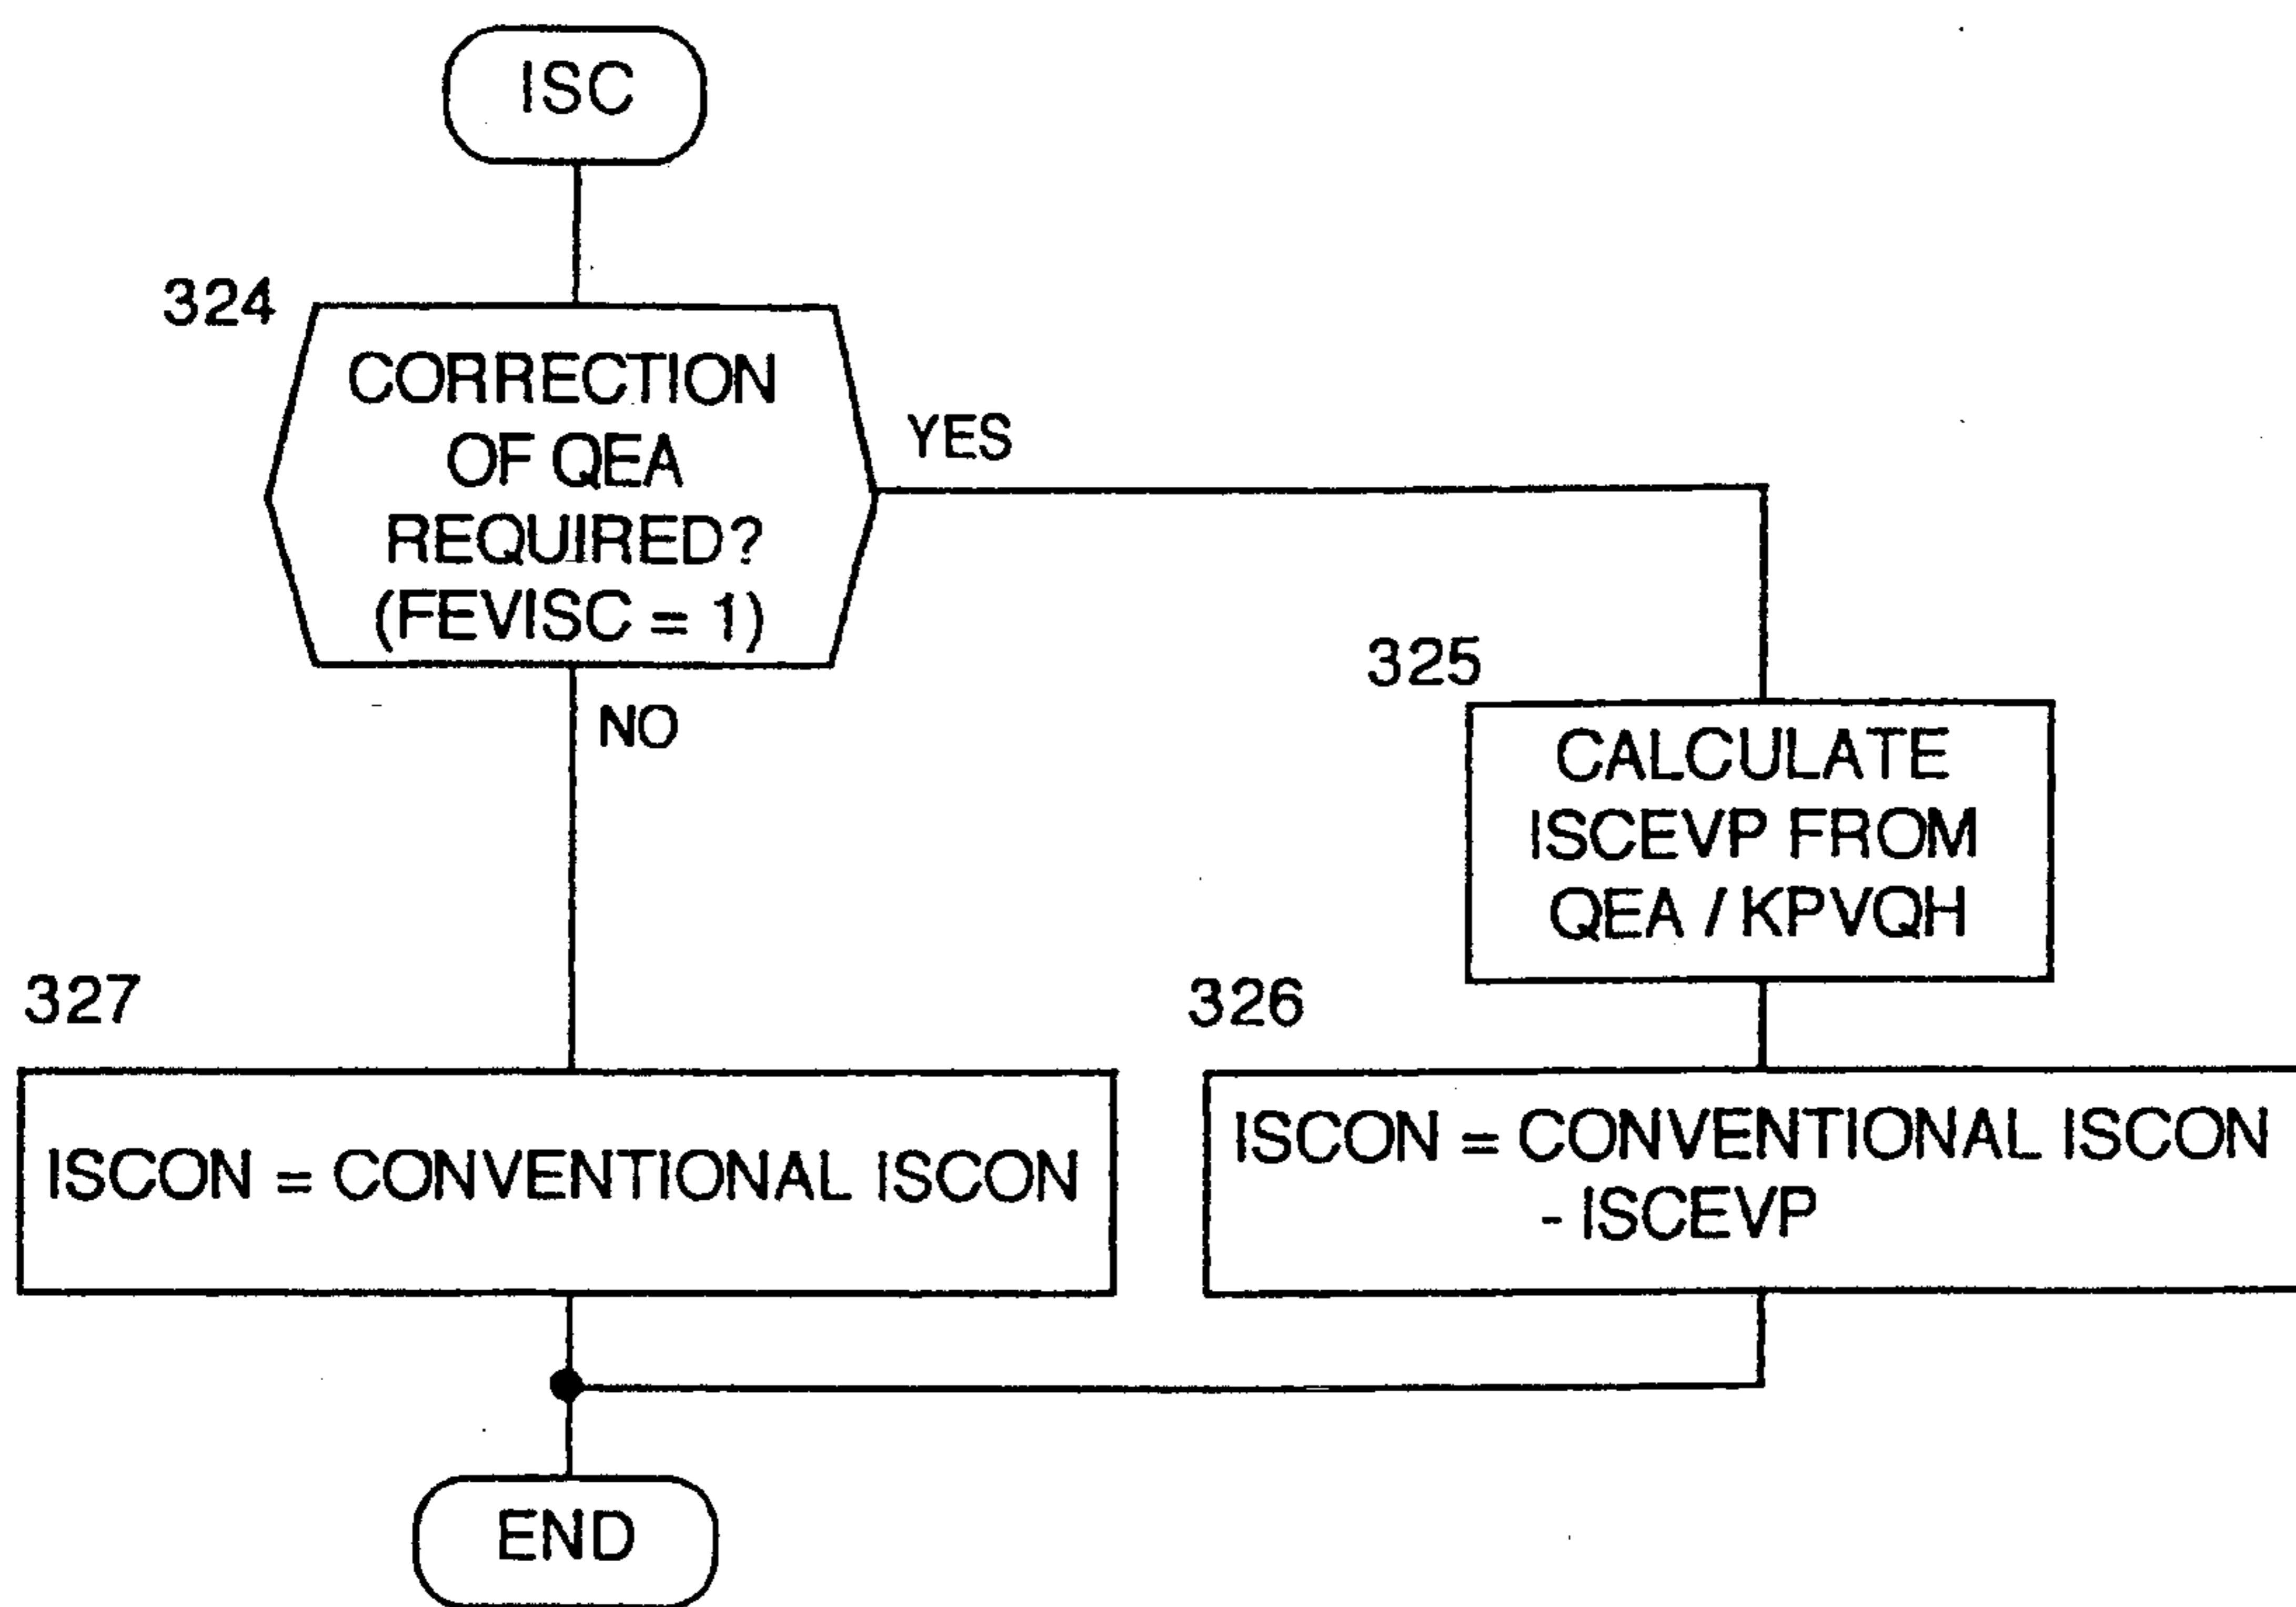 ISC
324
CORRECTION
OF QEA
REQUIRED?
(FEVISC = 1)
YES
NO
325
CALCULATE
ISCEVP FROM
QEA / KPVQH
327
ISCON = CONVENTIONAL ISCON
326
ISCON = CONVENTIONAL ISCON
- ISCEVP
END